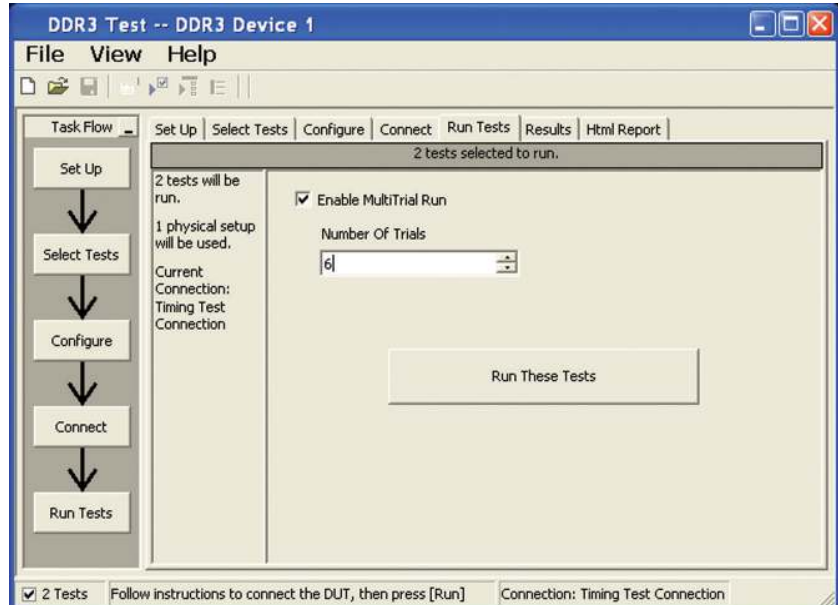 DDR3 Test -- DDR3 Device 1
File View Help
Task Flow
Set Up
Select Tests
Configure
Connect
Run Tests
Set Up Select Tests Configure Connect Run Tests Results Html Report
2 tests selected to run.
2 tests will be
run.
1 physical setup
will be used.
Current
Connection:
Timing Test
Connection
Enable MultiTrial Run
Number Of Trials
6
Run These Tests
2 Tests Follow instructions to connect the DUT, then press [Run] Connection: Timing Test Connection